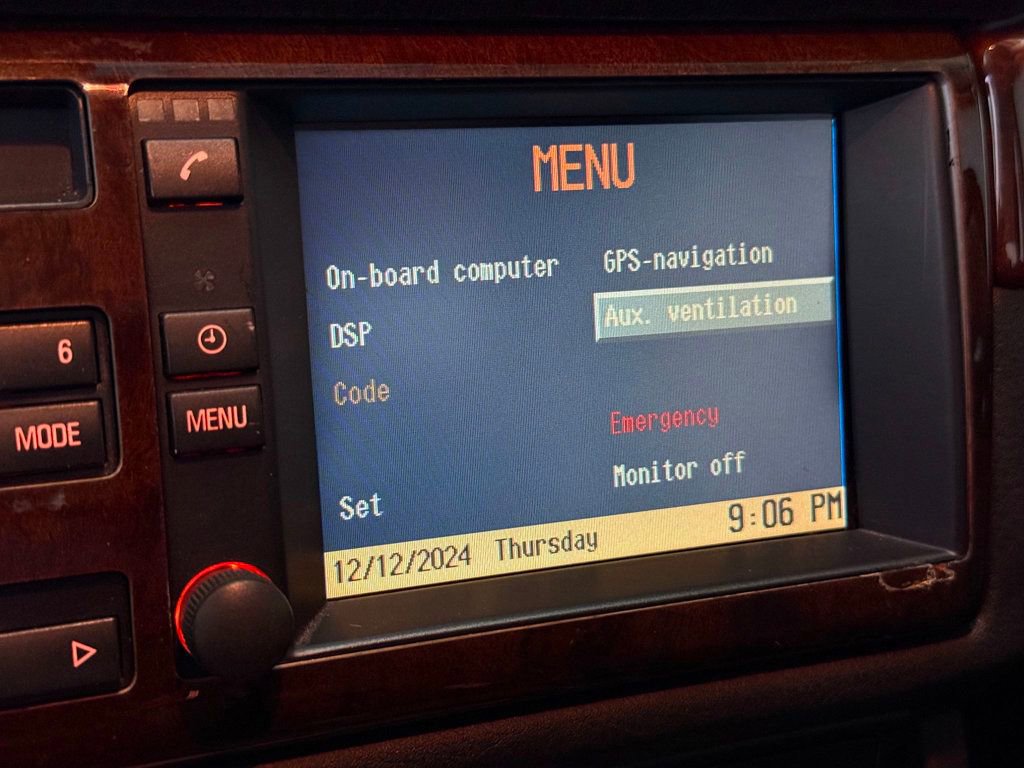 MENU
On-board computer
GPS-navigation
DSP
Aux. ventilation
Code
Emergency
Monitor off
Set
12/12/2024 Thursday 9:06 PM
6
MODE
MENU